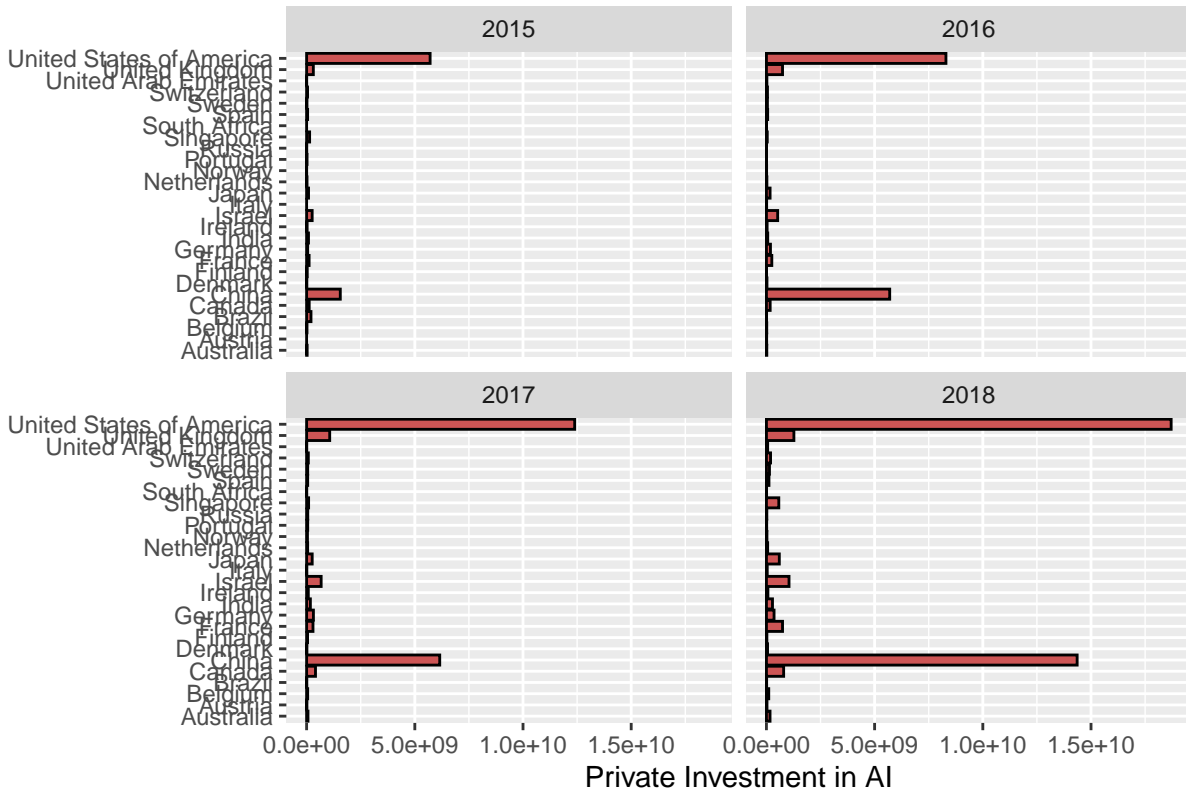 2015
2016
United States of America
United Kingdom
United Arab Emirates
Switzerland
Sweden
Spain
South Africa
Singapore
Russia
Portugal
Norway
Netherlands
Japan
Italy
Israel
Ireland
India
Germany
France
Finland
Denmark
China
Canada
Brazil
Belgium
Austria
Australia
2017
2018
United States of America
United Kingdom
United Arab Emirates
Switzerland
Sweden
Spain
South Africa
Singapore
Russia
Portugal
Norway
Netherlands
Japan
Italy
Israel
Ireland
India
Germany
France
Finland
Denmark
China
Canada
Brazil
Belgium
Austria
Australia
0.0e+00 5.0e+09 1.0e+10 1.5e+10 0.0e+00 5.0e+09 1.0e+10 1.5e+10
Private Investment in AI